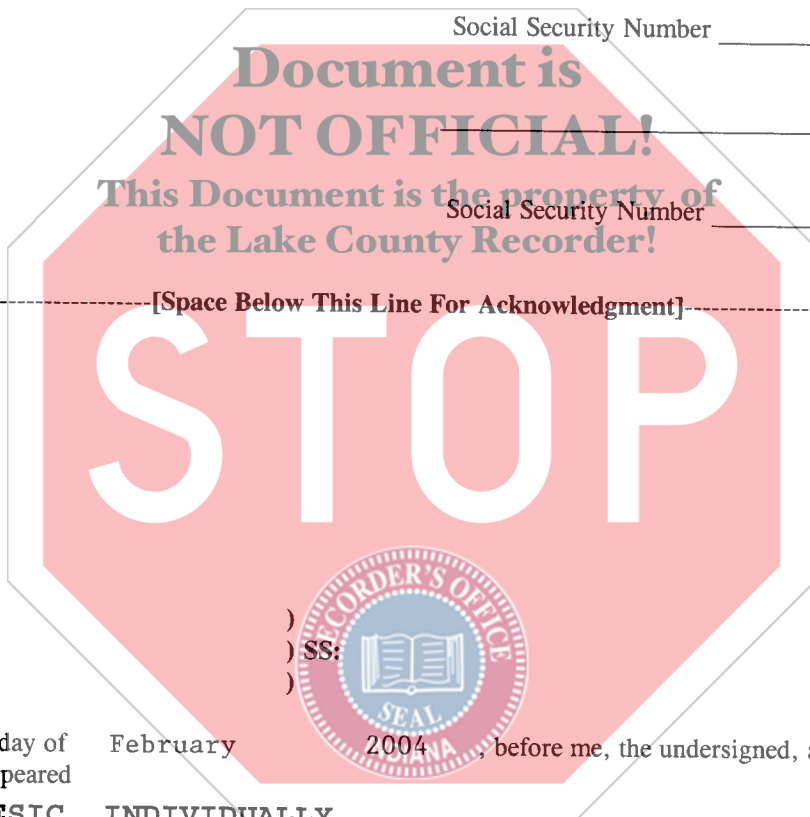 Social Security Number
Document is
NOT OFFICIAL!
This Document is the property of
Social Security Number
the Lake County Recorder!
[Space Below This Line For Acknowledgment]
STOP
RECORDER'S OFFICE
)
) SS:
)
SEAL
INDIANA
day of February 2004 , before me, the undersigned, a
peared
ESIC INDIVIDUALLY